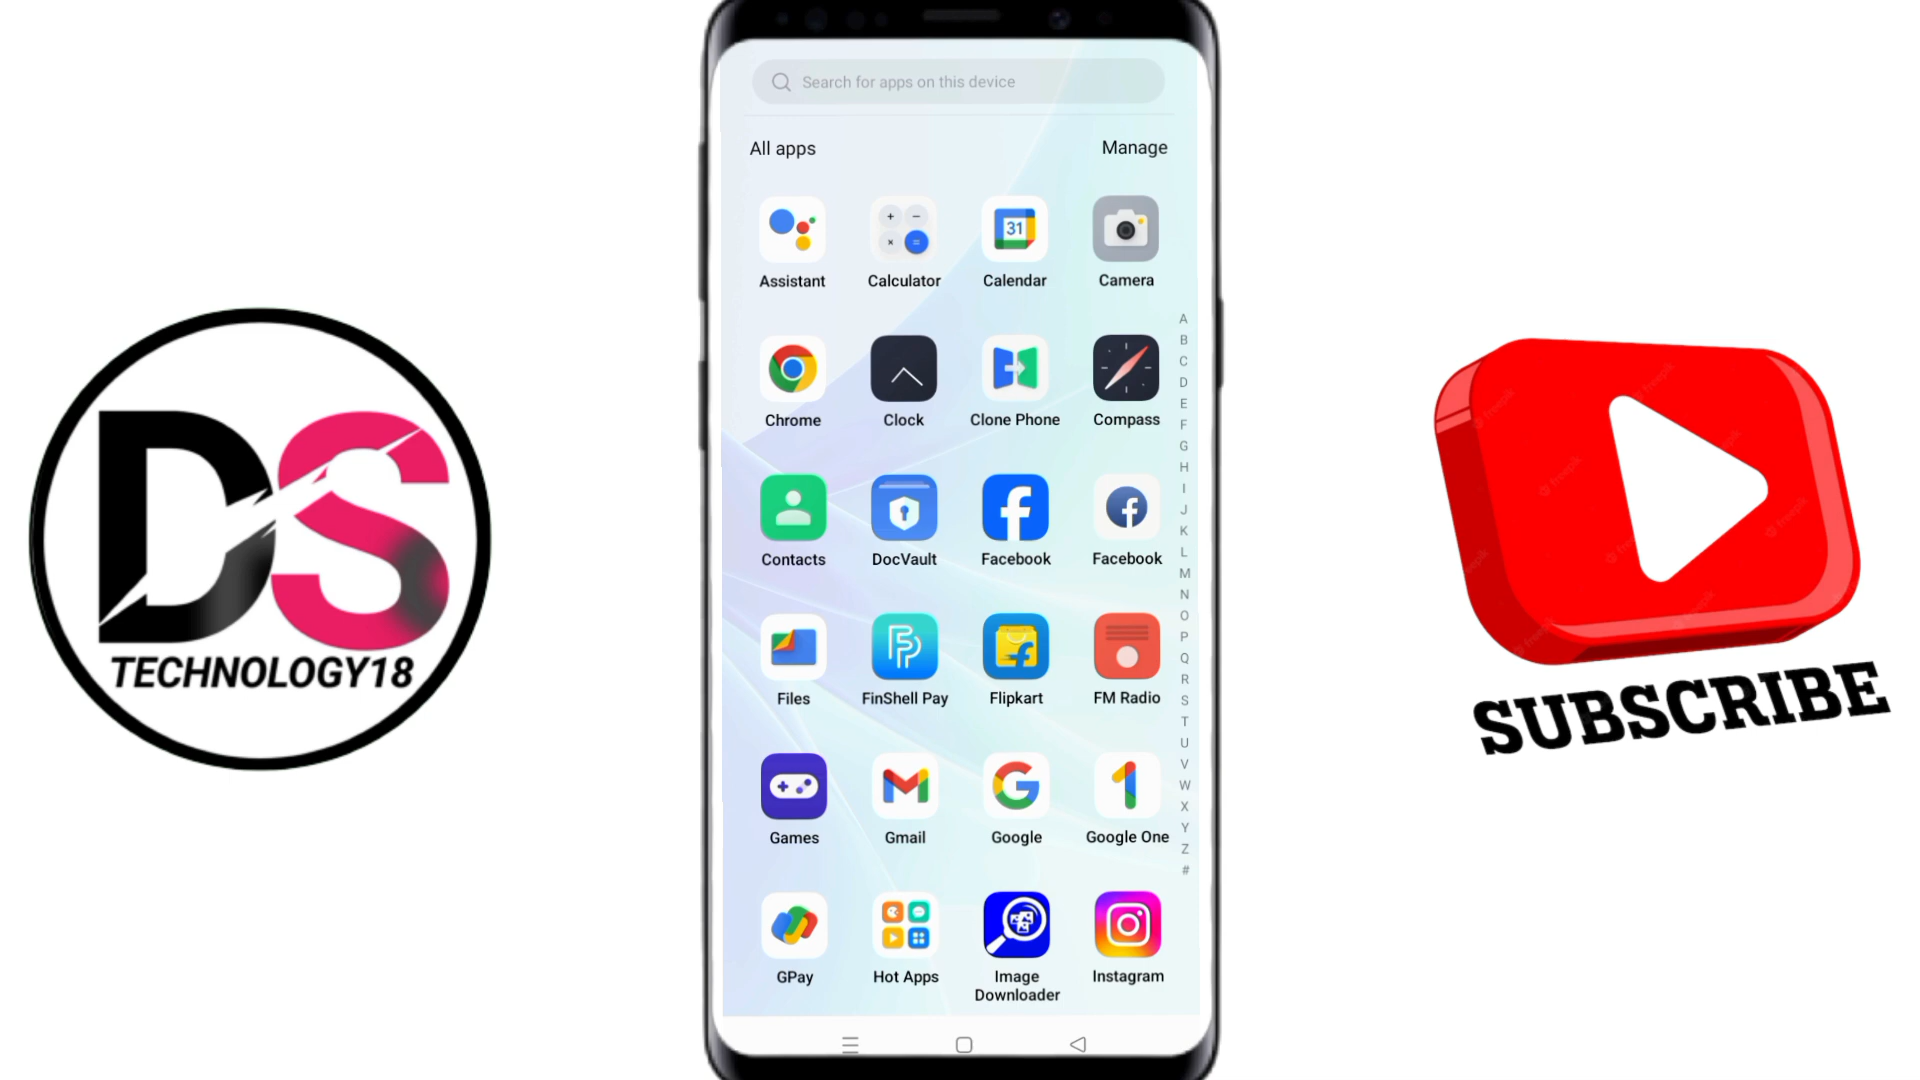 Search for apps on this device
All apps
Manage
+ −
× =
31
Assistant
Calculator
Calendar
Camera
Chrome
Clock
Clone Phone
Compass
Contacts
DocVault
Facebook
Facebook
Files
FinShell Pay
Flipkart
FM Radio
Games
Gmail
Google
Google One
GPay
Hot Apps
Image
Downloader
Instagram
A
B
C
D
E
F
G
H
I
J
K
L
M
N
O
P
Q
R
S
T
U
V
W
X
Y
Z
#
DS
TECHNOLOGY18
SUBSCRIBE